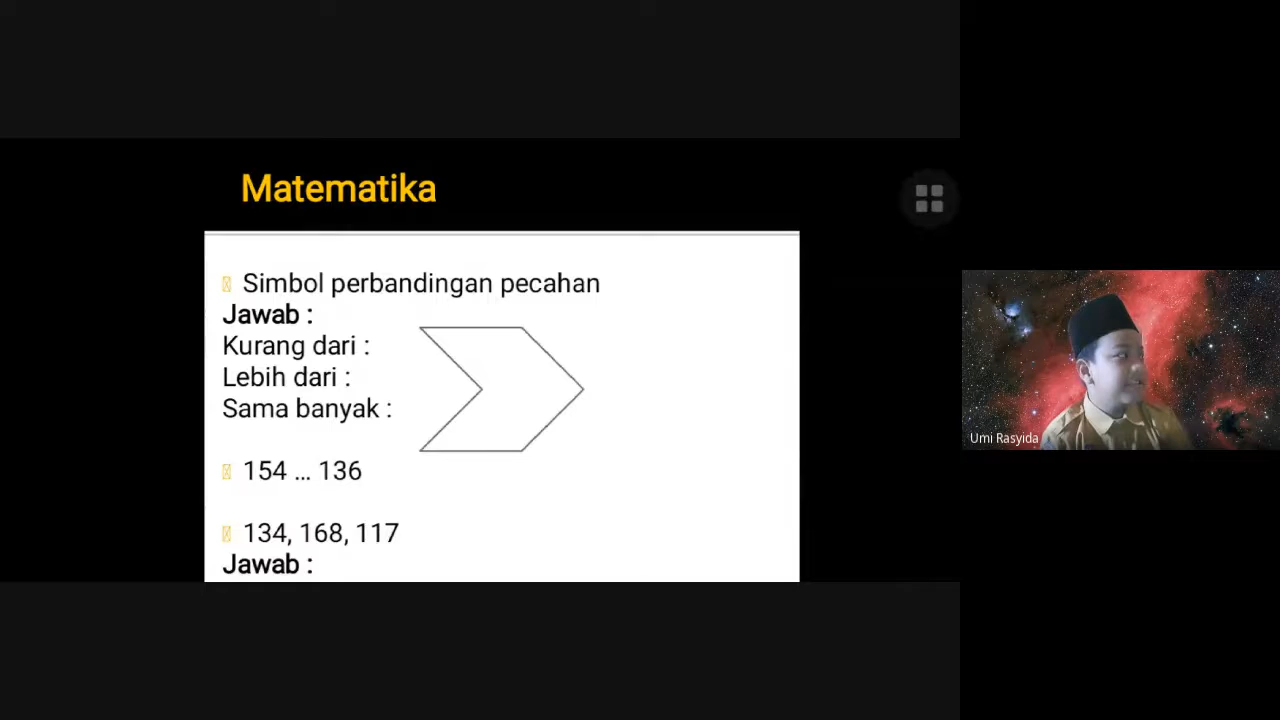 Matematika
Simbol perbandingan pecahan
Jawab :
Kurang dari :
Lebih dari :
Sama banyak :
154 ... 136
134, 168, 117
Jawab :
Umi Rasyida